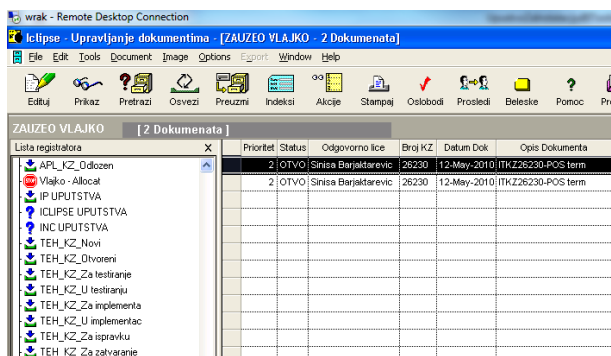 wrak - Remote Desktop Connection
Iclipse - Upravljanje dokumentima - [ZAUZEO VLAJKO - 2 Dokumenata]
File Edit Tools Document Image Options Export Window Help
Edituj Prikaz Pretrazi Osvezi Preuzmi Indeksi Akcije Stampaj Oslobodi Prosledi Beleske Pomoc
ZAUZEO VLAJKO [ 2 Dokumenata ]
Lista registratora X Prioritet Status Odgovorno lice Broj KZ Datum Dok Opis Dokumenta
APL_KZ_Odlozen 2 OTVO Sinisa Barjaktarevic 26230 12-May-2010 ITKZ26230-POS term
STOP Vlajko - Allocat 2 OTVO Sinisa Barjaktarevic 26230 12-May-2010 ITKZ26230-POS term
IP UPUTSTVA
? ICLIPSE UPUTSTVA
? INC UPUTSTVA
TEH_KZ_Novi
TEH_KZ_Otvoreni
TEH_KZ_Za testiranje
TEH_KZ_U testiranju
TEH_KZ_Za implementa
TEH_KZ_U implementac
TEH_KZ_Za ispravku
TEH_KZ_Za zatvaranje